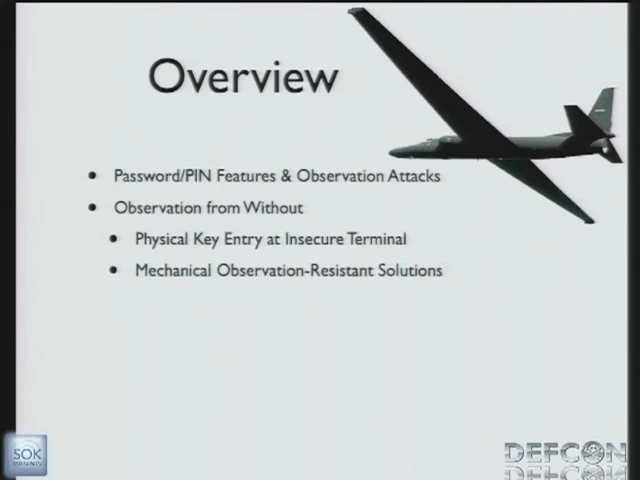 Overview
Password/PIN Features & Observation Attacks
Observation from Without
Physical Key Entry at Insecure Terminal
Mechanical Observation-Resistant Solutions
SOK
DEFCON